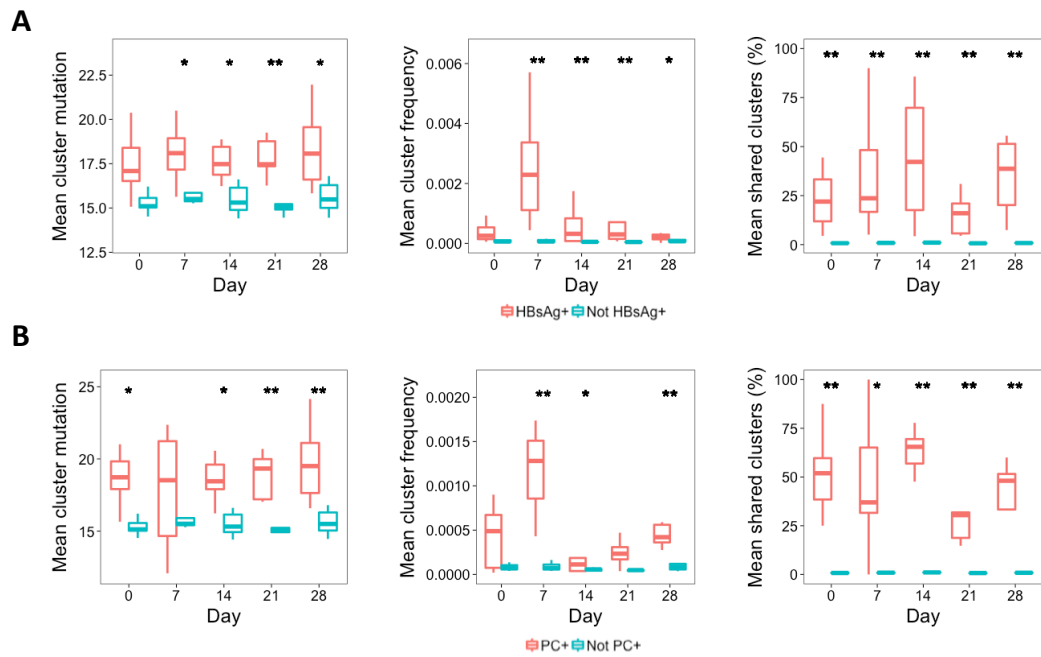 A
Mean cluster mutation
22.5
20.0
17.5
15.0
12.5
* * ** *
0 7 14 21 28
Day
Mean cluster frequency
0.006
0.004
0.002
0.000
** ** ** *
0 7 14 21 28
Day
Mean shared clusters (%)
100
75
50
25
0
** ** ** ** **
0 7 14 21 28
Day
HBsAg+ Not HBsAg+
B
Mean cluster mutation
25
20
15
* * ** **
0 7 14 21 28
Day
Mean cluster frequency
0.0020
0.0015
0.0010
0.0005
0.0000
** * **
0 7 14 21 28
Day
Mean shared clusters (%)
100
75
50
25
0
** * ** ** **
0 7 14 21 28
Day
PC+ Not PC+